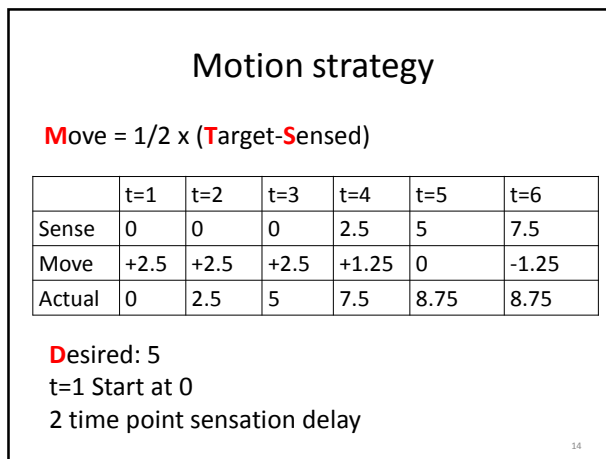 Motion strategy
Move = 1/2 x (Target-Sensed)
t=1 t=2 t=3 t=4 t=5 t=6
Sense 0 0 0 2.5 5 7.5
Move +2.5 +2.5 +2.5 +1.25 0 -1.25
Actual 0 2.5 5 7.5 8.75 8.75
Desired: 5
t=1 Start at 0
2 time point sensation delay
14